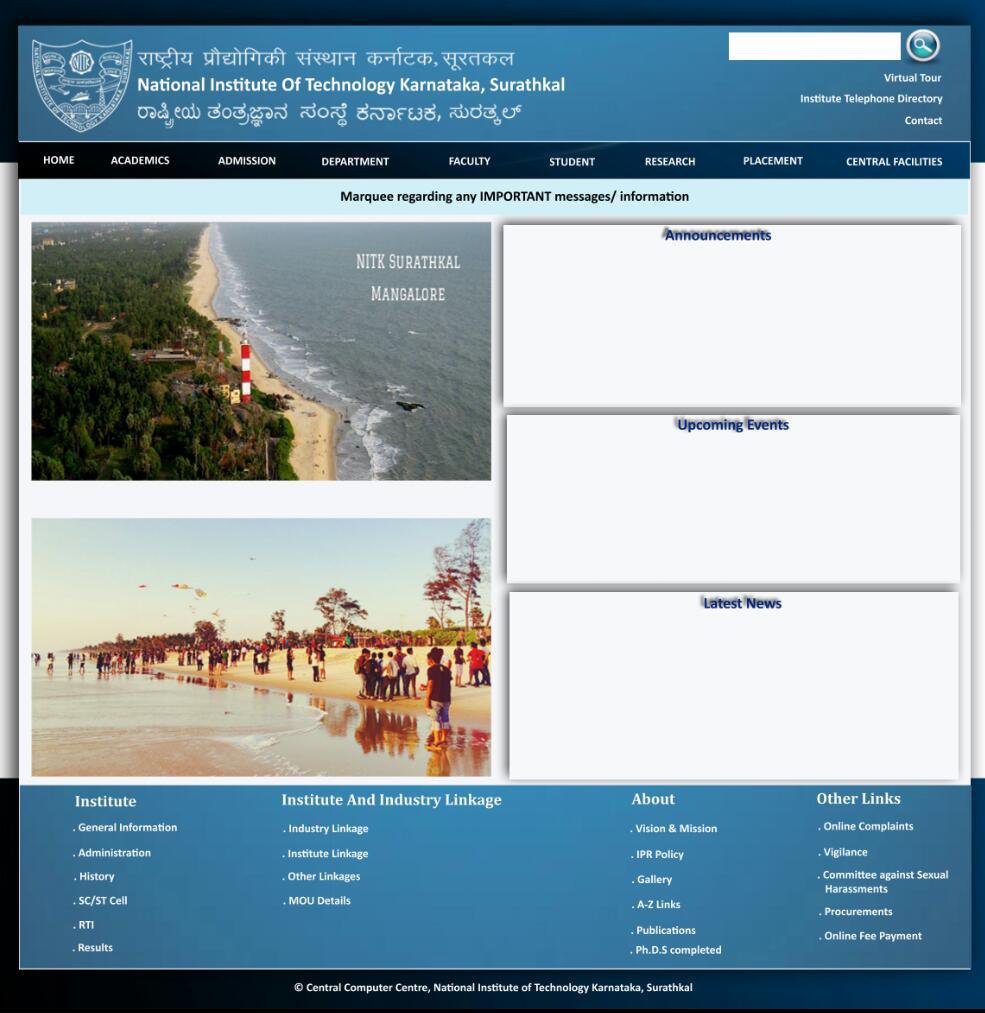 राष्ट्रीय प्रौद्योगिकी संस्थान कर्नाटक, सूरतकल
National Institute Of Technology Karnataka, Surathkal
ರಾಷ್ಟ್ರೀಯ ತಂತ್ರಜ್ಞಾನ ಸಂಸ್ಥೆ ಕರ್ನಾಟಕ, ಸುರತ್ಕಲ್
NITK
Virtual Tour
Institute Telephone Directory
Contact
HOME ACADEMICS ADMISSION DEPARTMENT FACULTY STUDENT RESEARCH PLACEMENT CENTRAL FACILITIES
Marquee regarding any IMPORTANT messages/ information
NITK Surathkal
Mangalore
Announcements
Upcoming Events
Latest News
Institute
. General Information
. Administration
. History
. SC/ST Cell
. RTI
. Results
Institute And Industry Linkage
. Industry Linkage
. Institute Linkage
. Other Linkages
. MOU Details
About
. Vision & Mission
. IPR Policy
. Gallery
. A-Z Links
. Publications
. Ph.D.S completed
Other Links
. Online Complaints
. Vigilance
. Committee against Sexual
Harassments
. Procurements
. Online Fee Payment
© Central Computer Centre, National Institute of Technology Karnataka, Surathkal